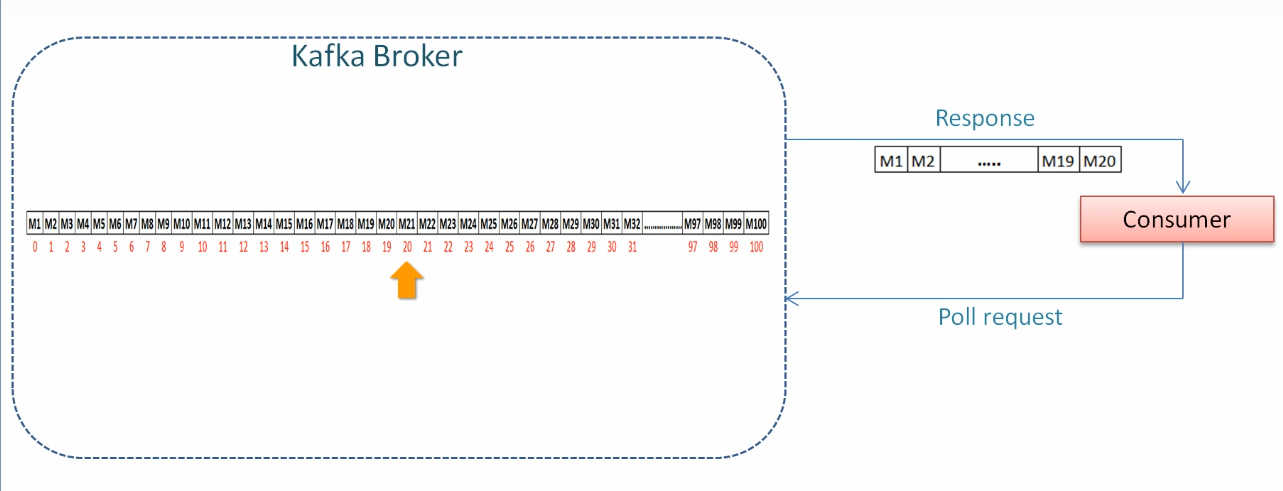 Kafka Broker
Response
M1 M2 ..... M19 M20
M1 M2 M3 M4 M5 M6 M7 M8 M9 M10 M11 M12 M13 M14 M15 M16 M17 M18 M19 M20 M21 M22 M23 M24 M25 M26 M27 M28 M29 M30 M31 M32 ................. M97 M98 M99 M100
0 1 2 3 4 5 6 7 8 9 10 11 12 13 14 15 16 17 18 19 20 21 22 23 24 25 26 27 28 29 30 31 97 98 99 100
Consumer
Poll request